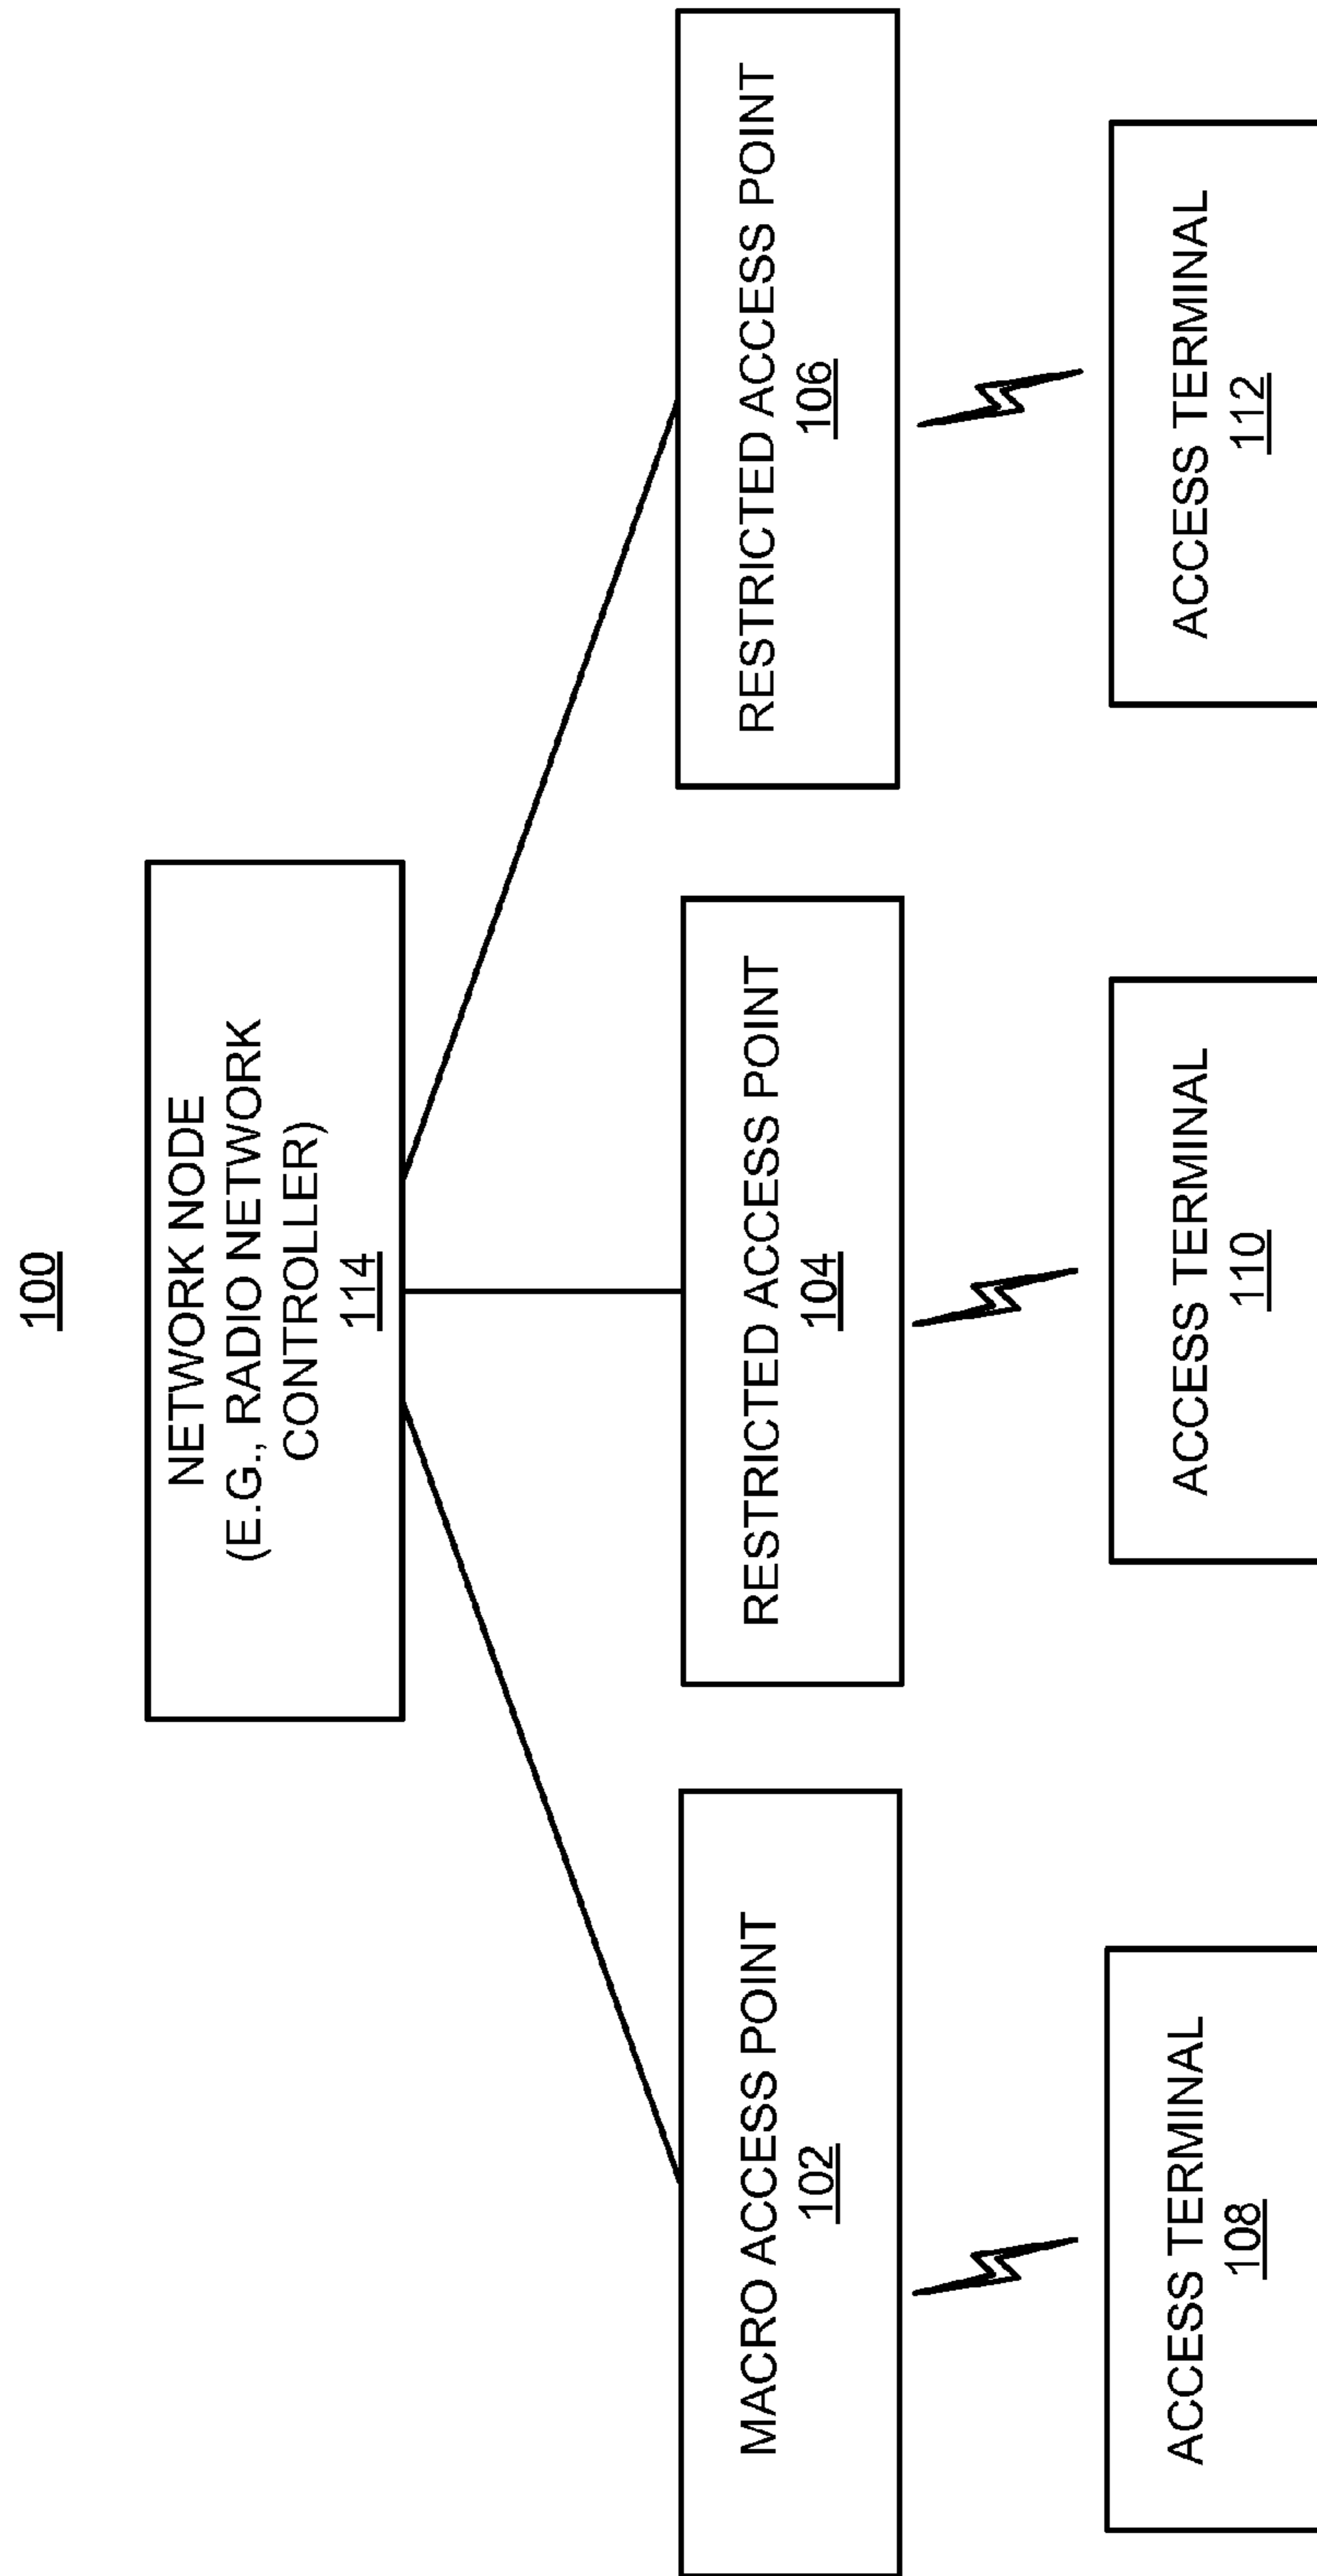 100
NETWORK NODE
(E.G., RADIO NETWORK
CONTROLLER)
114
MACRO ACCESS POINT
102
RESTRICTED ACCESS POINT
104
RESTRICTED ACCESS POINT
106
ACCESS TERMINAL
108
ACCESS TERMINAL
110
ACCESS TERMINAL
112